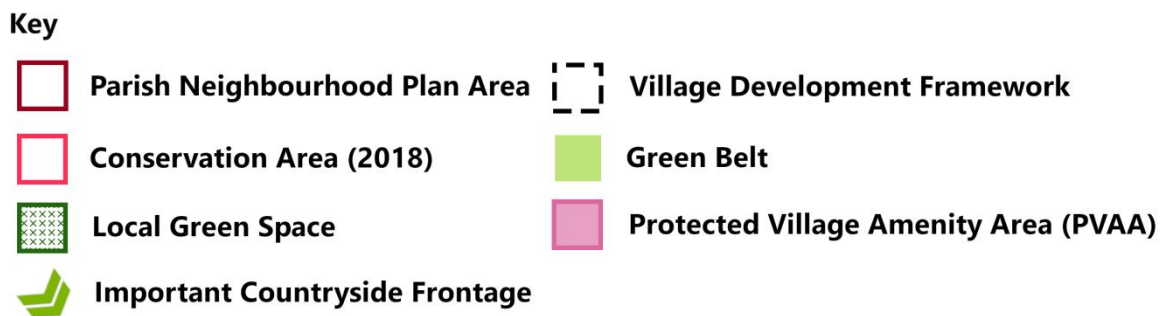 Key
Parish Neighbourhood Plan Area
Village Development Framework
Conservation Area (2018)
Green Belt
Local Green Space
Protected Village Amenity Area (PVAA)
Important Countryside Frontage